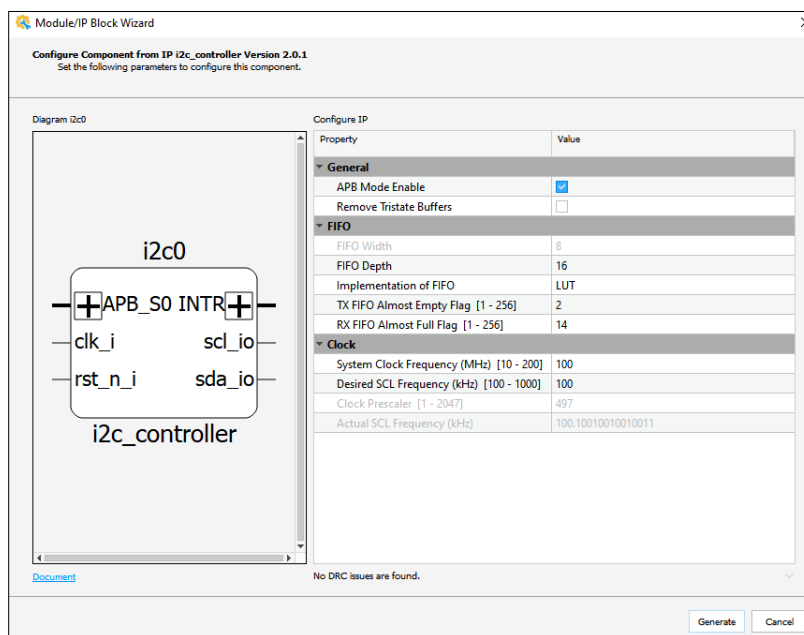 Module/IP Block Wizard
Configure Component from IP i2c_controller Version 2.0.1
Set the following parameters to configure this component.
Diagram i2c0
Configure IP
Property Value
General
APB Mode Enable
Remove Tristate Buffers
FIFO
FIFO Width 8
FIFO Depth 16
Implementation of FIFO LUT
TX FIFO Almost Empty Flag [1 - 256] 2
RX FIFO Almost Full Flag [1 - 256] 14
Clock
System Clock Frequency (MHz) [10 - 200] 100
Desired SCL Frequency (kHz) [100 - 1000] 100
Clock Prescaler [1 - 2047] 497
Actual SCL Frequency (kHz) 100.10010010010011
i2c0
APB_S0 INTR
clk_i scl_io
rst_n_i sda_io
i2c_controller
Document
No DRC issues are found.
Generate Cancel